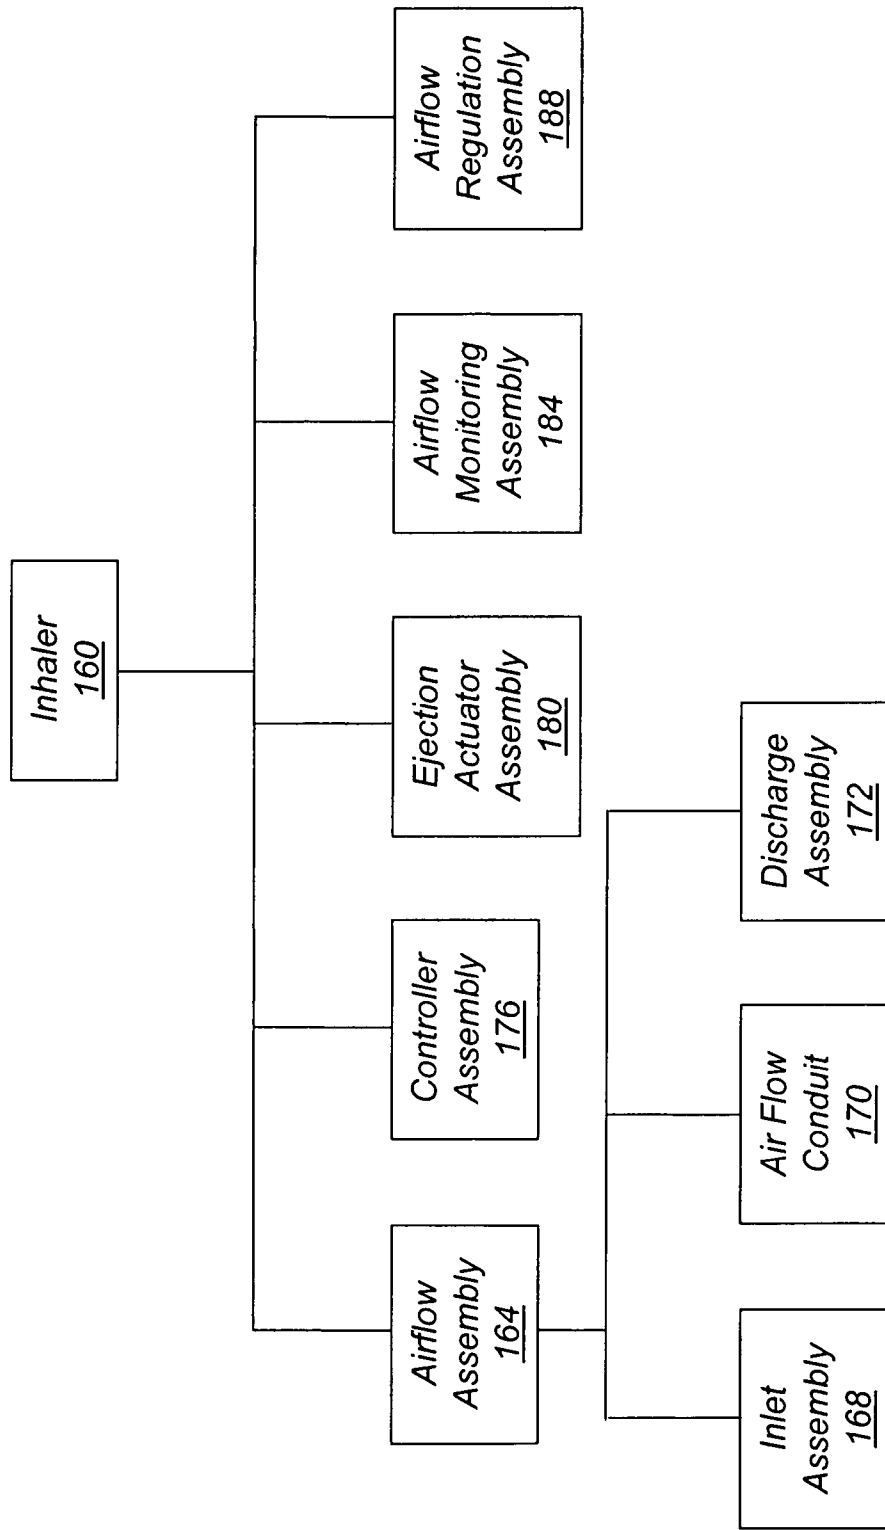 Inhaler
160
Airflow
Assembly
164
Controller
Assembly
176
Ejection
Actuator
Assembly
180
Airflow
Monitoring
Assembly
184
Airflow
Regulation
Assembly
188
Inlet
Assembly
168
Air Flow
Conduit
170
Discharge
Assembly
172